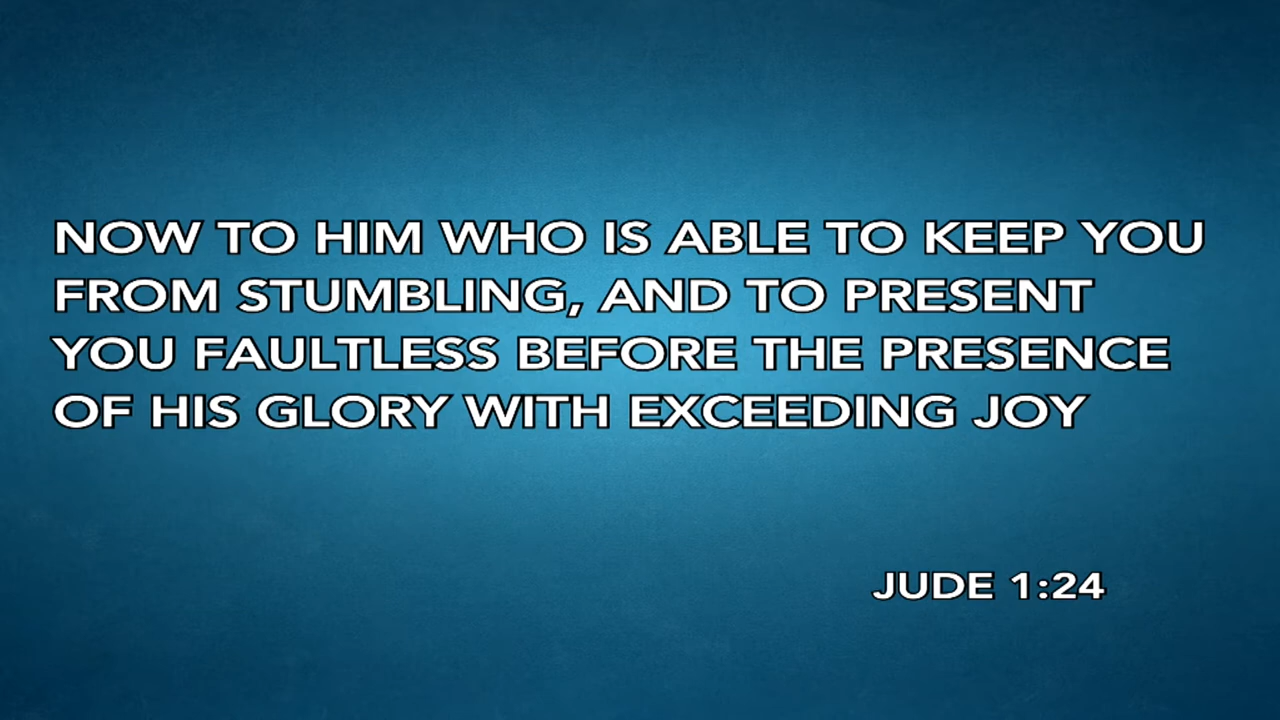 NOW TO HIM WHO IS ABLE TO KEEP YOU
FROM STUMBLING, AND TO PRESENT
YOU FAULTLESS BEFORE THE PRESENCE
OF HIS GLORY WITH EXCEEDING JOY
JUDE 1:24